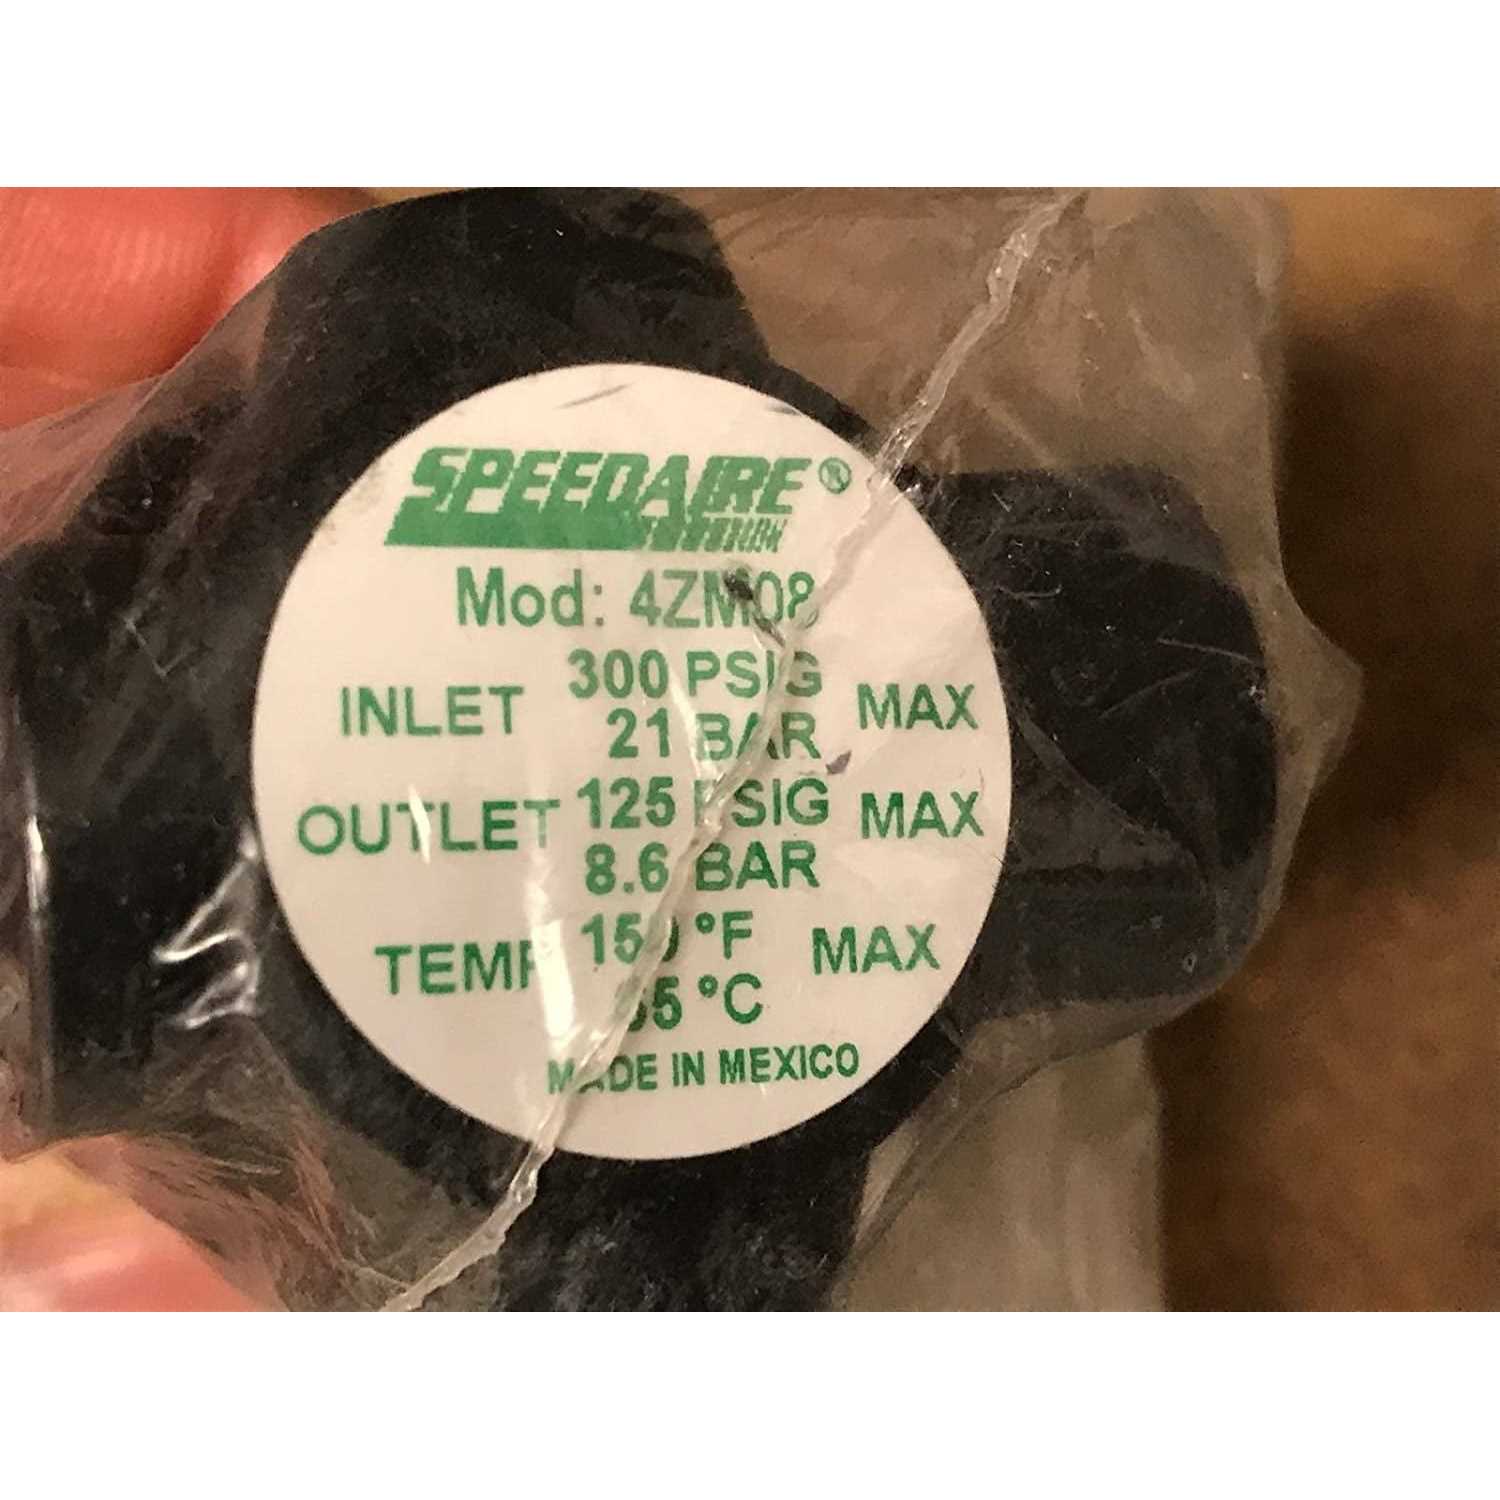 SPEEDAIRE®
Mod: 4ZM08
INLET 300 PSIG MAX
21 BAR
OUTLET 125 PSIG MAX
8.6 BAR
TEMP 150 °F MAX
65 °C
MADE IN MEXICO